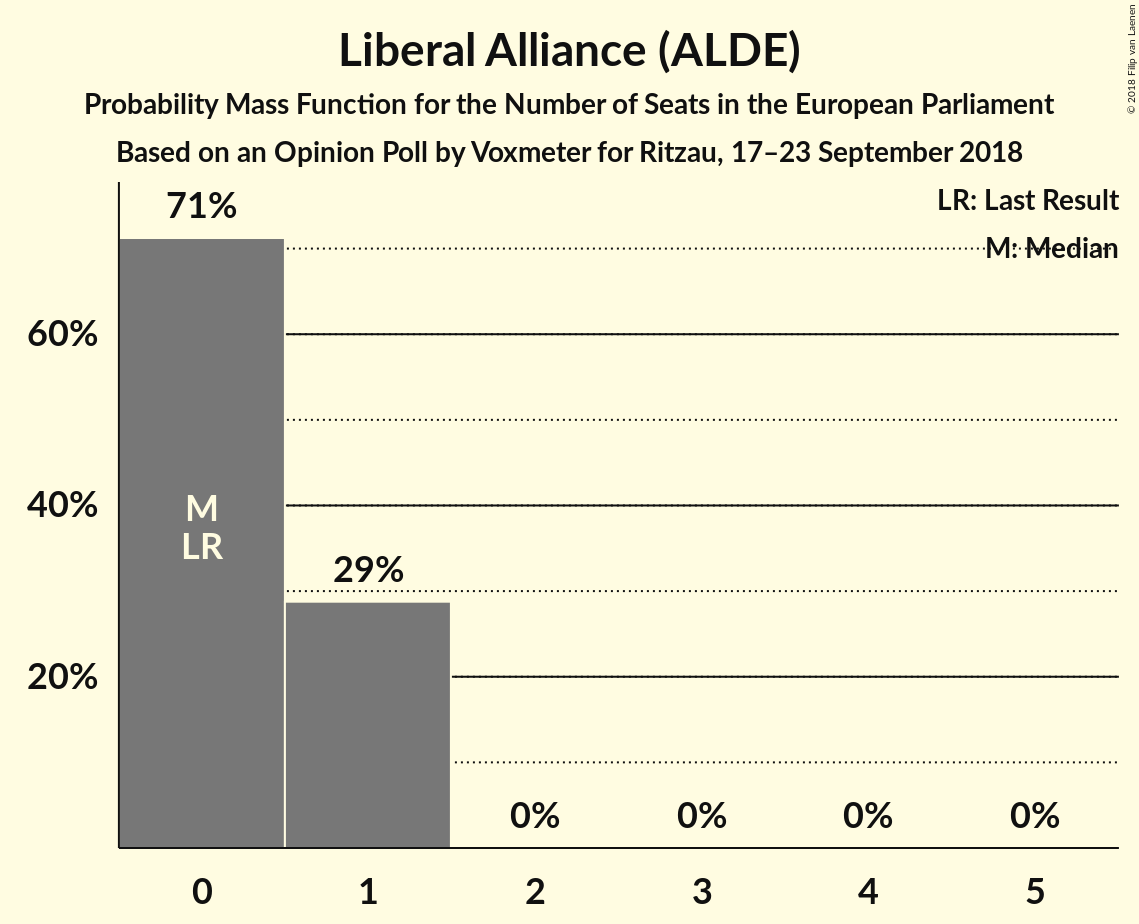 Liberal Alliance (ALDE)
Probability Mass Function for the Number of Seats in the European Parliament
Based on an Opinion Poll by Voxmeter for Ritzau, 17–23 September 2018
© 2018 Filip van Laenen
LR: Last Result
M: Median
71%
60%
40%
20%
M
LR
29%
0%
0%
0%
0%
0
1
2
3
4
5